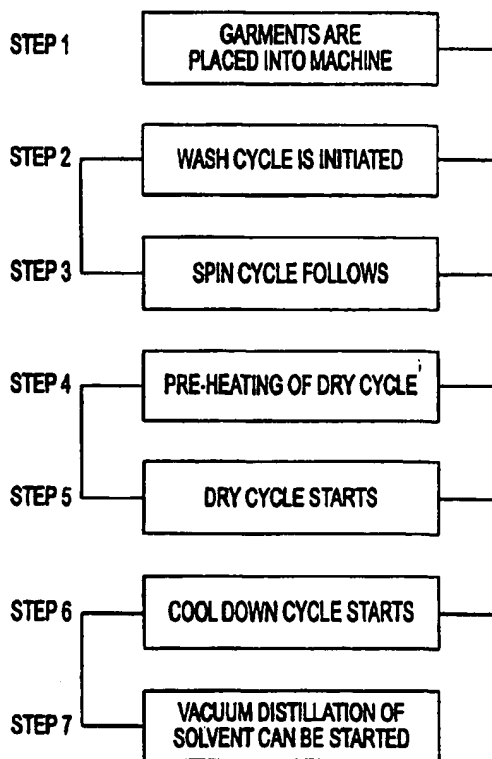 STEP 1
GARMENTS ARE
PLACED INTO MACHINE
STEP 2
WASH CYCLE IS INITIATED
STEP 3
SPIN CYCLE FOLLOWS
STEP 4
PRE-HEATING OF DRY CYCLE
STEP 5
DRY CYCLE STARTS
STEP 6
COOL DOWN CYCLE STARTS
STEP 7
VACUUM DISTILLATION OF
SOLVENT CAN BE STARTED